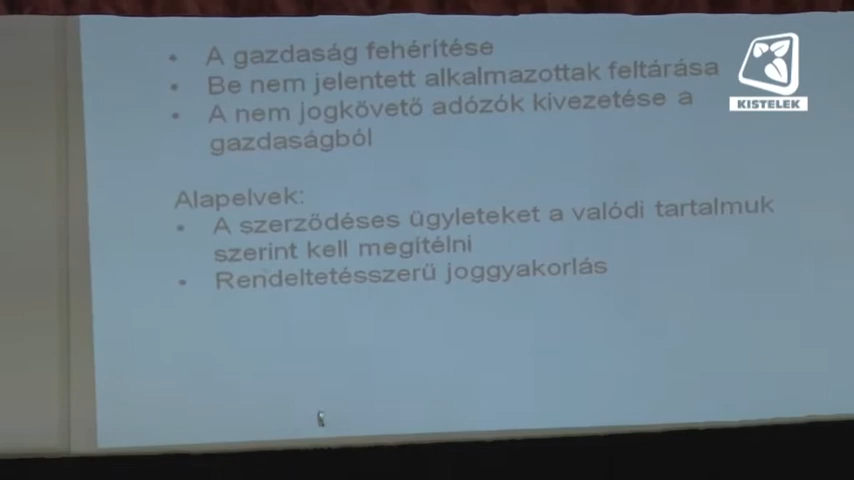 • A gazdaság fehérítése
• Be nem jelentett alkalmazottak feltárása
• A nem jogkövető adózók kivezetése a
gazdaságból
Alapelvek:
• A szerződéses ügyleteket a valódi tartalmuk
szerint kell megítélni
• Rendeltetésszerű joggyakorlás
KISTELEK